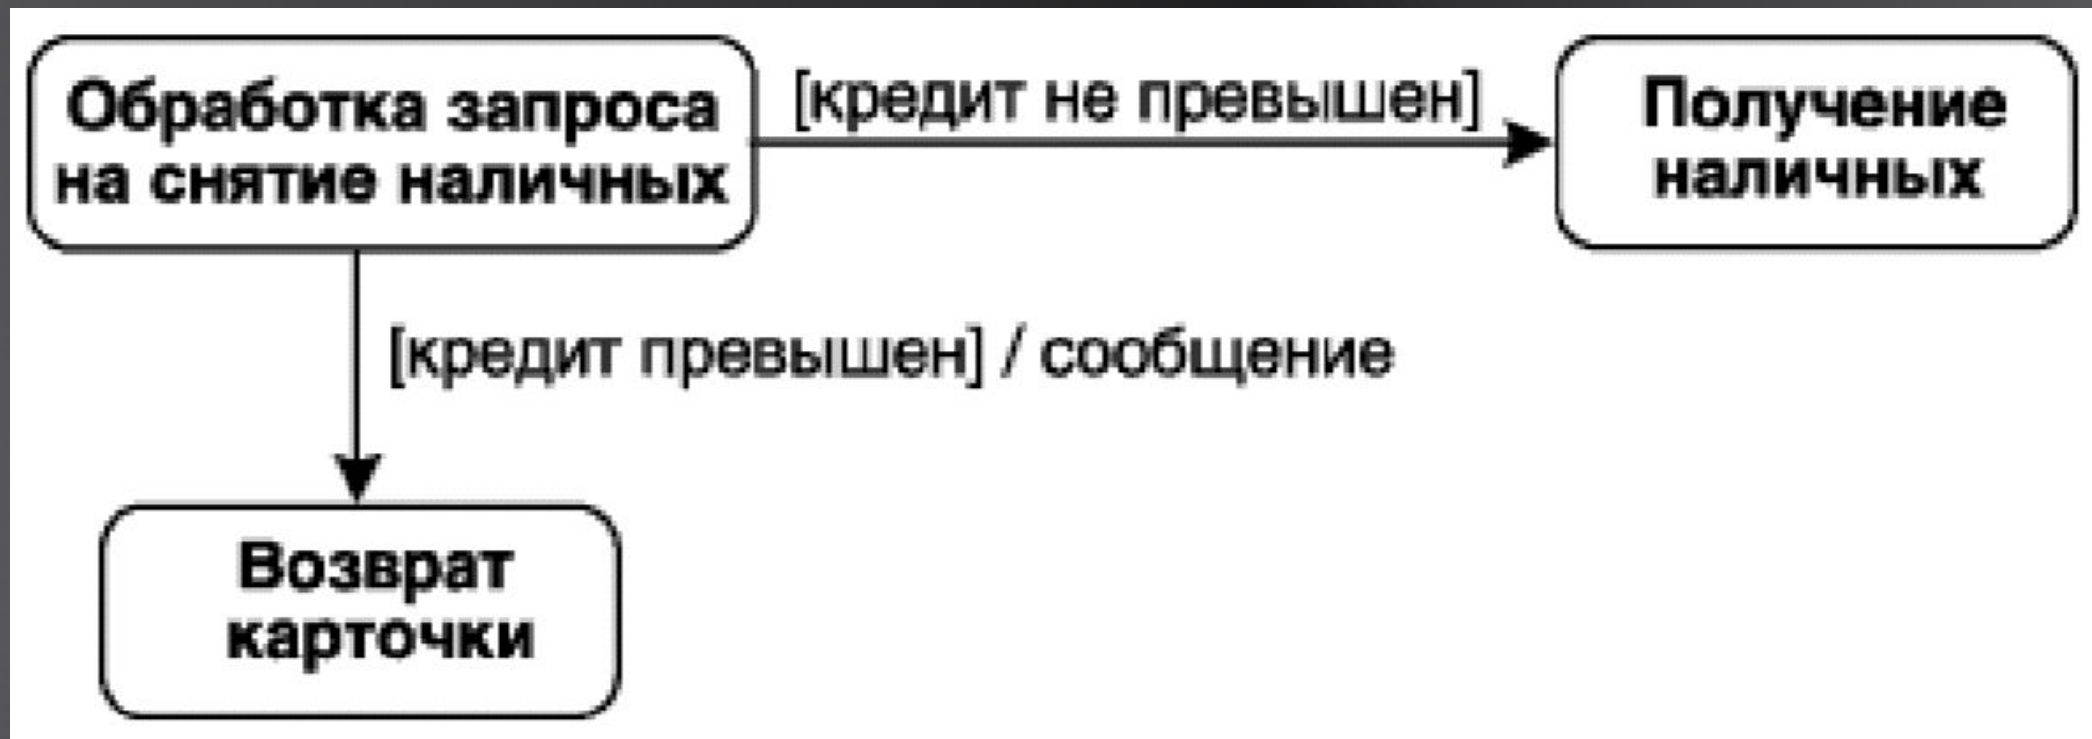 Обработка запроса
на снятие наличных
[кредит не превышен]
Получение
наличных
[кредит превышен] / сообщение
Возврат
карточки